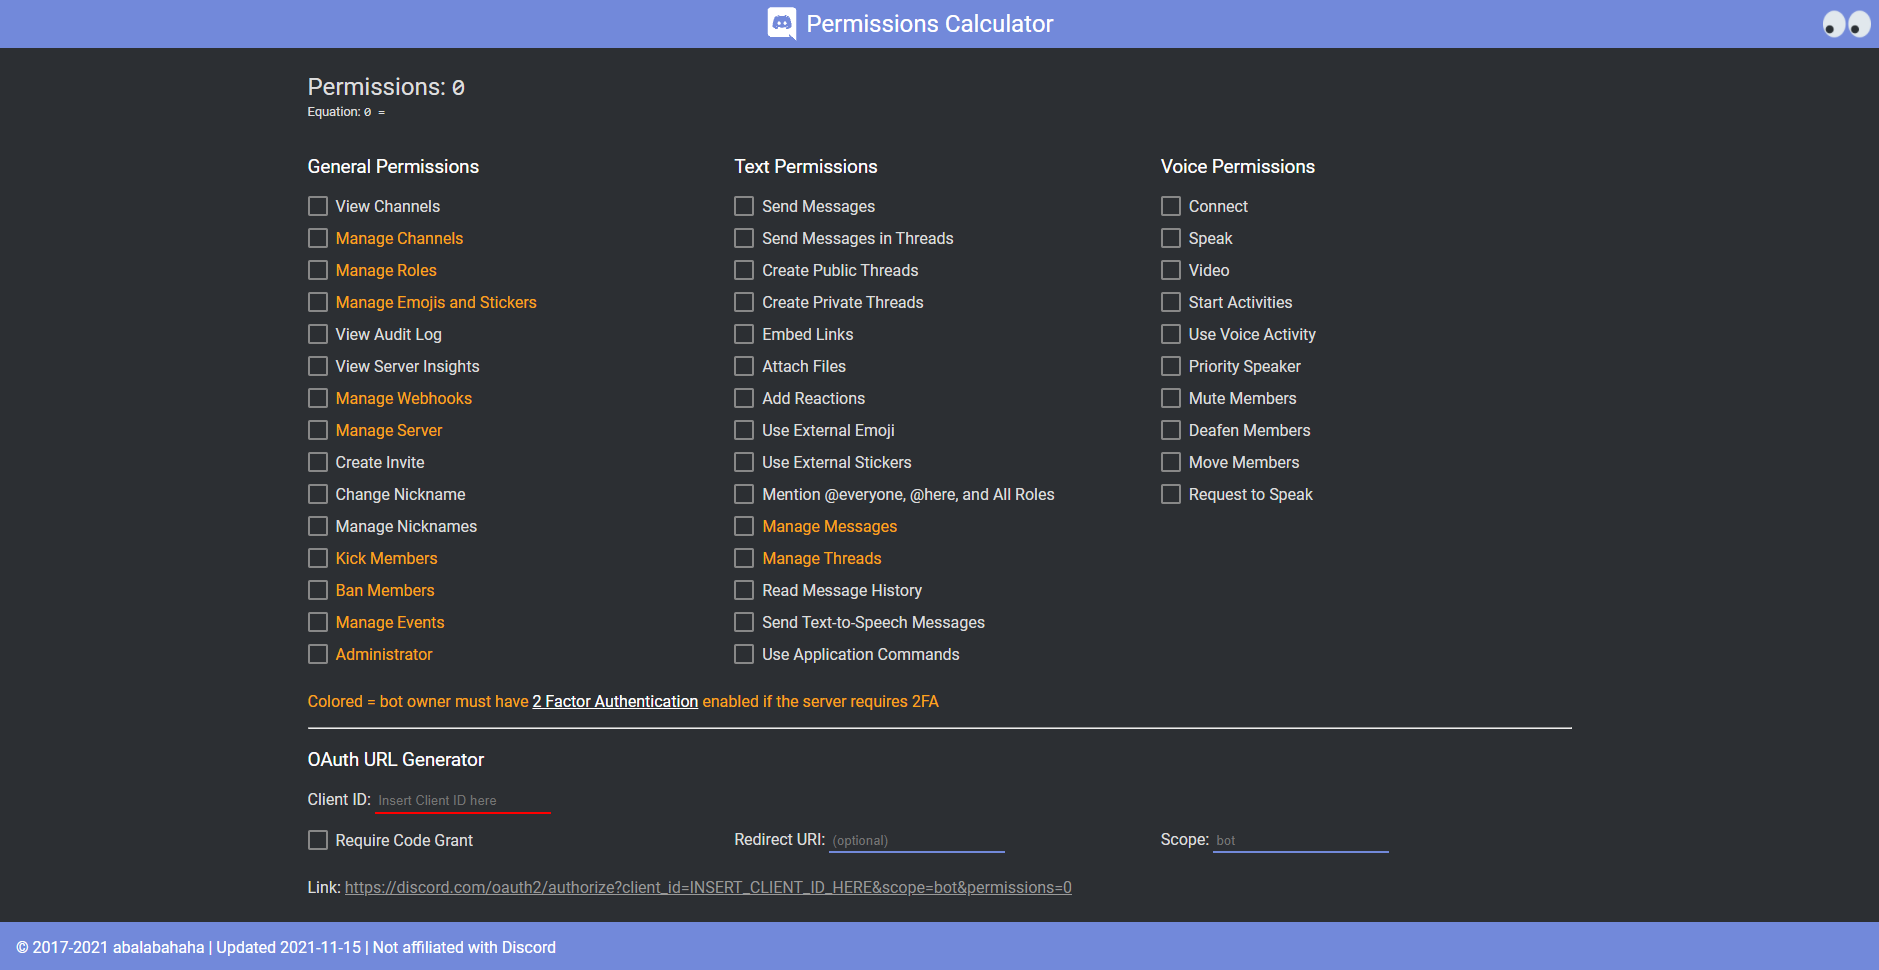 Permissions Calculator
Permissions: 0
Equation: 0 =
General Permissions
View Channels
Manage Channels
Manage Roles
Manage Emojis and Stickers
View Audit Log
View Server Insights
Manage Webhooks
Manage Server
Create Invite
Change Nickname
Manage Nicknames
Kick Members
Ban Members
Manage Events
Administrator
Text Permissions
Send Messages
Send Messages in Threads
Create Public Threads
Create Private Threads
Embed Links
Attach Files
Add Reactions
Use External Emoji
Use External Stickers
Mention @everyone, @here, and All Roles
Manage Messages
Manage Threads
Read Message History
Send Text-to-Speech Messages
Use Application Commands
Voice Permissions
Connect
Speak
Video
Start Activities
Use Voice Activity
Priority Speaker
Mute Members
Deafen Members
Move Members
Request to Speak
Colored = bot owner must have 2 Factor Authentication enabled if the server requires 2FA
OAuth URL Generator
Client ID: Insert Client ID here
Require Code Grant
Redirect URI: (optional)
Scope: bot
Link: https://discord.com/oauth2/authorize?client_id=INSERT_CLIENT_ID_HERE&scope=bot&permissions=0
© 2017-2021 abalabahaha | Updated 2021-11-15 | Not affiliated with Discord